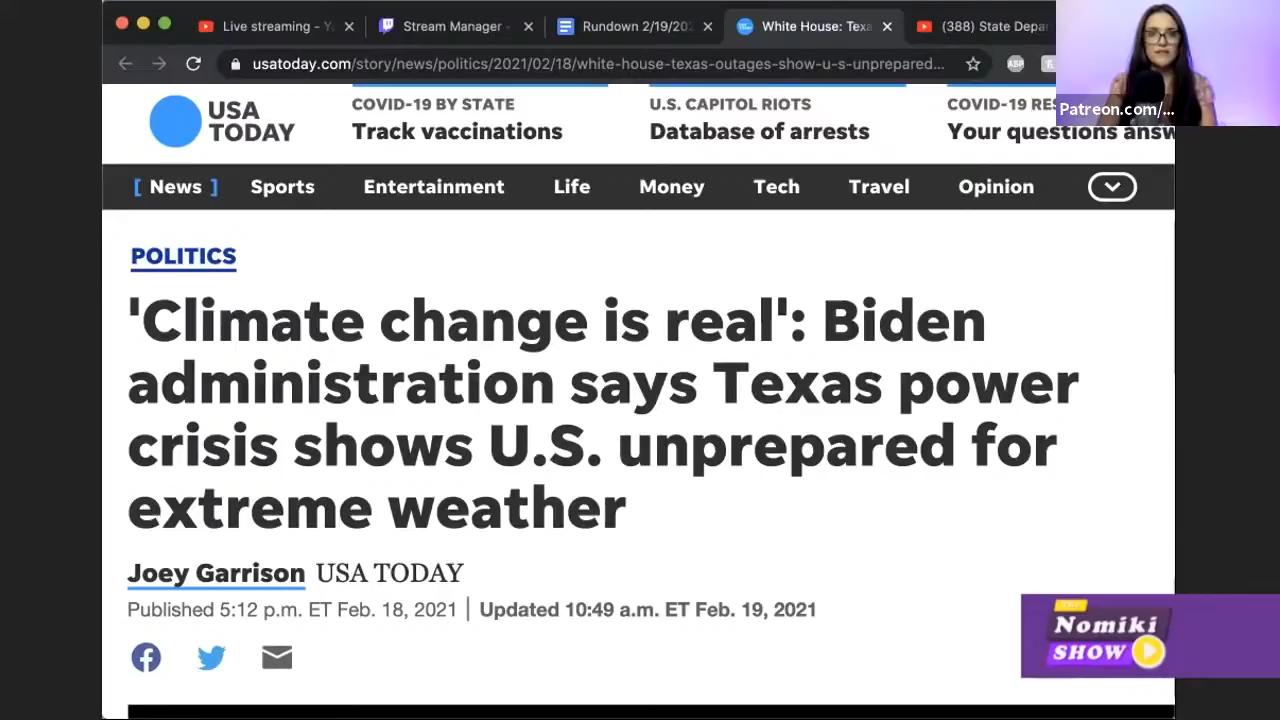 Live streaming - Y
Stream Manager -
Rundown 2/19/202
White House: Texa
(388) State Depar
usatoday.com/story/news/politics/2021/02/18/white-house-texas-outages-show-u-s-unprepared...
ABP
Patreon.com/...
USA
TODAY
COVID-19 BY STATE
Track vaccinations
U.S. CAPITOL RIOTS
Database of arrests
COVID-19 RES
Your questions answ
[ News ]
Sports
Entertainment
Life
Money
Tech
Travel
Opinion
POLITICS
'Climate change is real': Biden
administration says Texas power
crisis shows U.S. unprepared for
extreme weather
Joey Garrison USA TODAY
Published 5:12 p.m. ET Feb. 18, 2021 | Updated 10:49 a.m. ET Feb. 19, 2021
THE
Nomiki
SHOW